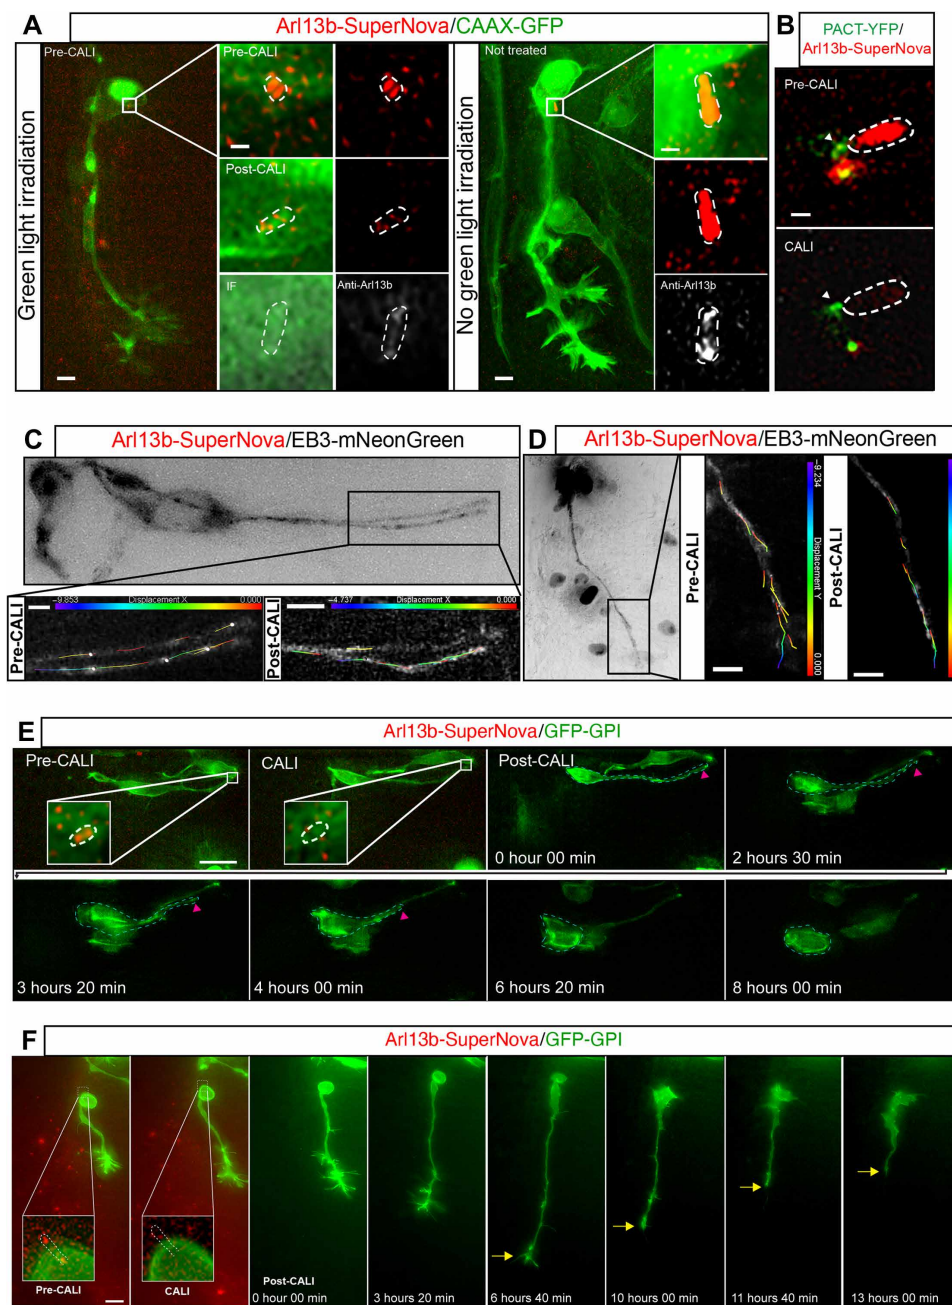 A
Arl13b-SuperNova/CAAX-GFP
Green light irradiation
Pre-CALI
Pre-CALI
Post-CALI
IF
Anti-Arl13b
No green light irradiation
Not treated
Anti-Arl13b
B
PACT-YFP/
Arl13b-SuperNova
Pre-CALI
CALI
C
Arl13b-SuperNova/EB3-mNeonGreen
Pre-CALI
−9.853 Displacement X 0.000
Post-CALI
−4.737 Displacement X 0.000
D
Arl13b-SuperNova/EB3-mNeonGreen
Pre-CALI
−9.234 Displacement Y 0.000
Post-CALI
E
Arl13b-SuperNova/GFP-GPI
Pre-CALI
CALI
Post-CALI
0 hour 00 min
2 hours 30 min
3 hours 20 min
4 hours 00 min
6 hours 20 min
8 hours 00 min
F
Arl13b-SuperNova/GFP-GPI
Pre-CALI
CALI
Post-CALI
0 hour 00 min
3 hours 20 min
6 hours 40 min
10 hours 00 min
11 hours 40 min
13 hours 00 min